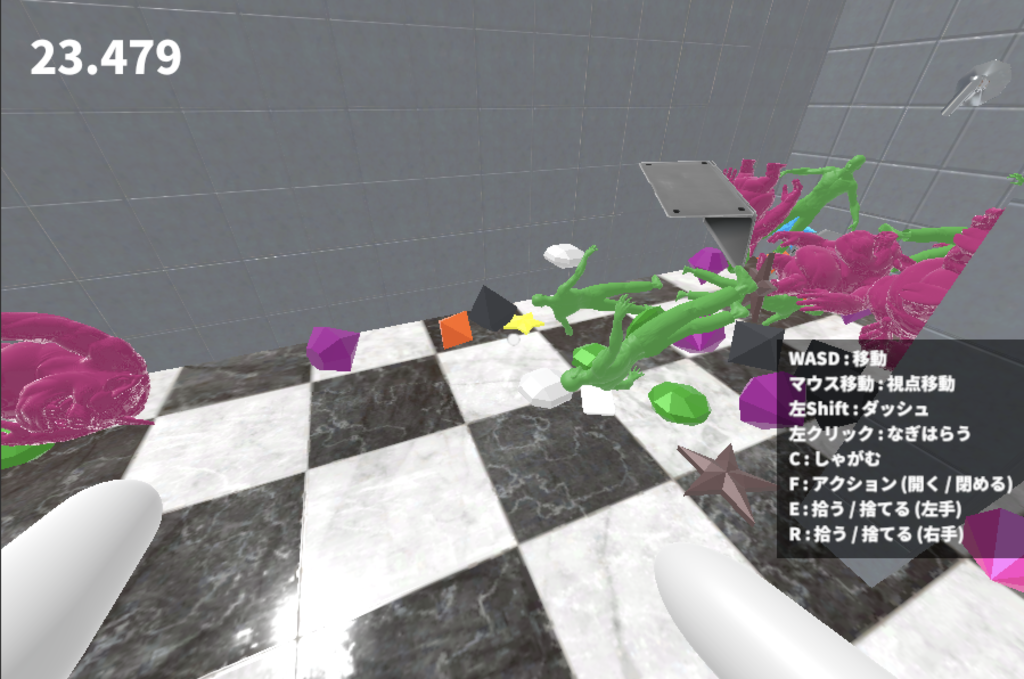 23.479
WASD : 移動
マウス移動 : 視点移動
左Shift : ダッシュ
左クリック : なぎはらう
C : しゃがむ
F : アクション (開く / 閉める)
E : 拾う / 捨てる (左手)
R : 拾う / 捨てる (右手)